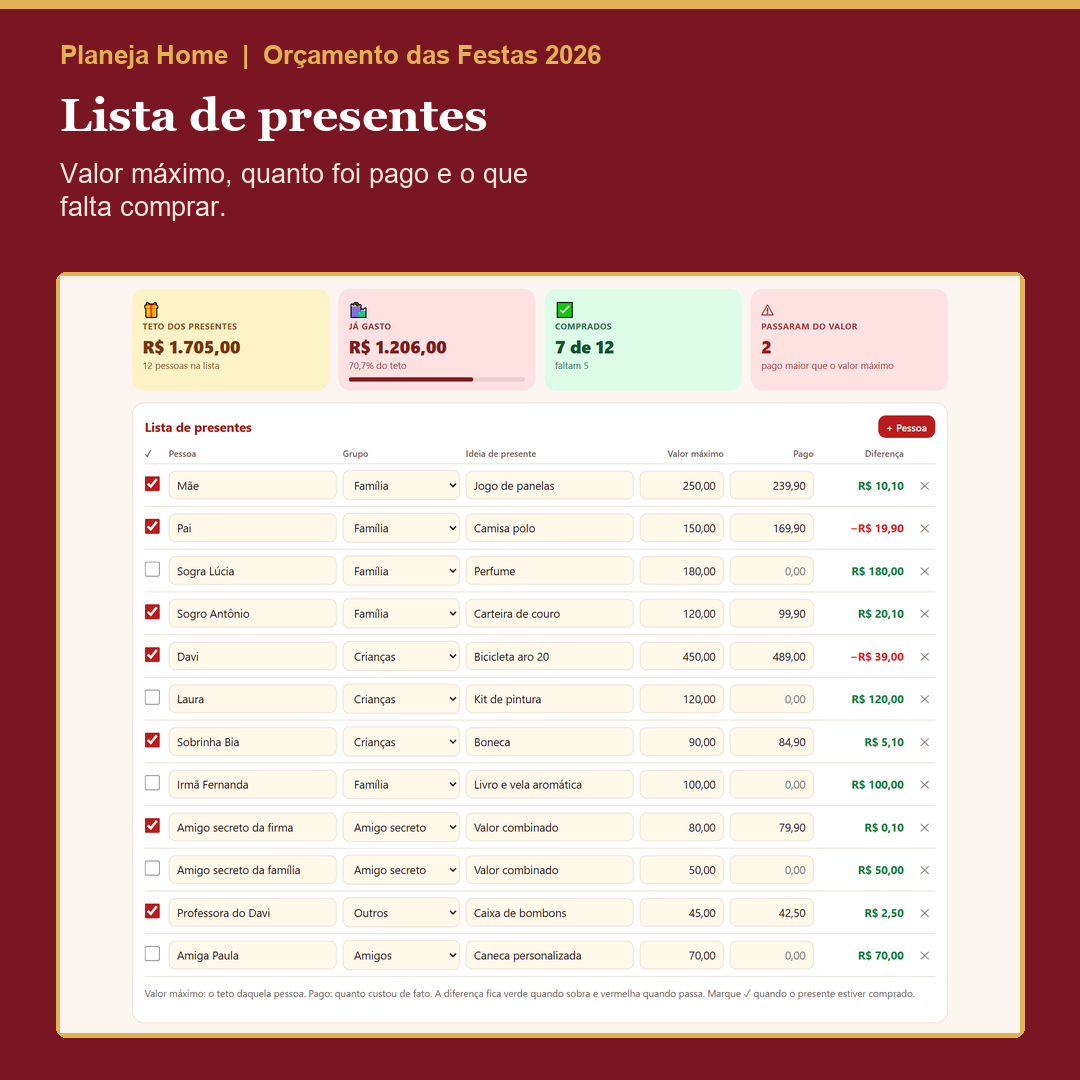 Planeja Home | Orçamento das Festas 2026
Lista de presentes
Valor máximo, quanto foi pago e o que
falta comprar.
TETO DOS PRESENTES
R$ 1.705,00
12 pessoas na lista
JÁ GASTO
R$ 1.206,00
70,7% do teto
COMPRADOS
7 de 12
faltam 5
PASSARAM DO VALOR
2
pago maior que o valor máximo
Lista de presentes
+ Pessoa
✓ Pessoa Grupo Ideia de presente Valor máximo Pago Diferença
Mãe Família Jogo de panelas 250,00 239,90 R$ 10,10 ×
Pai Família Camisa polo 150,00 169,90 −R$ 19,90 ×
Sogra Lúcia Família Perfume 180,00 0,00 R$ 180,00 ×
Sogro Antônio Família Carteira de couro 120,00 99,90 R$ 20,10 ×
Davi Crianças Bicicleta aro 20 450,00 489,00 −R$ 39,00 ×
Laura Crianças Kit de pintura 120,00 0,00 R$ 120,00 ×
Sobrinha Bia Crianças Boneca 90,00 84,90 R$ 5,10 ×
Irmã Fernanda Família Livro e vela aromática 100,00 0,00 R$ 100,00 ×
Amigo secreto da firma Amigo secreto Valor combinado 80,00 79,90 R$ 0,10 ×
Amigo secreto da família Amigo secreto Valor combinado 50,00 0,00 R$ 50,00 ×
Professora do Davi Outros Caixa de bombons 45,00 42,50 R$ 2,50 ×
Amiga Paula Amigos Caneca personalizada 70,00 0,00 R$ 70,00 ×
Valor máximo: o teto daquela pessoa. Pago: quanto custou de fato. A diferença fica verde quando sobra e vermelha quando passa. Marque ✓ quando o presente estiver comprado.